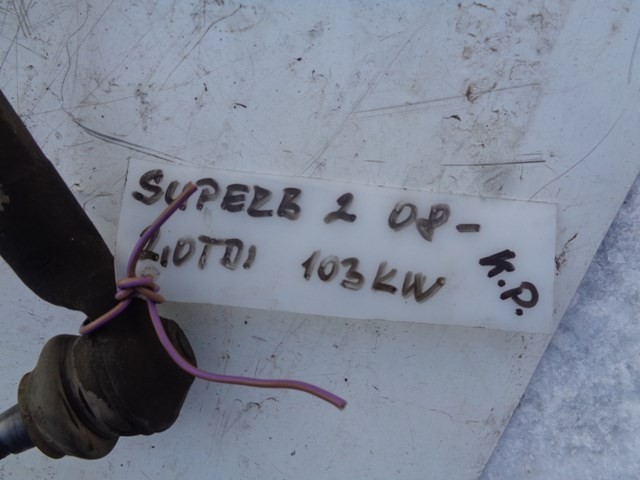 SUPERB 2 08-
2,0TDI 103KW
K.P.